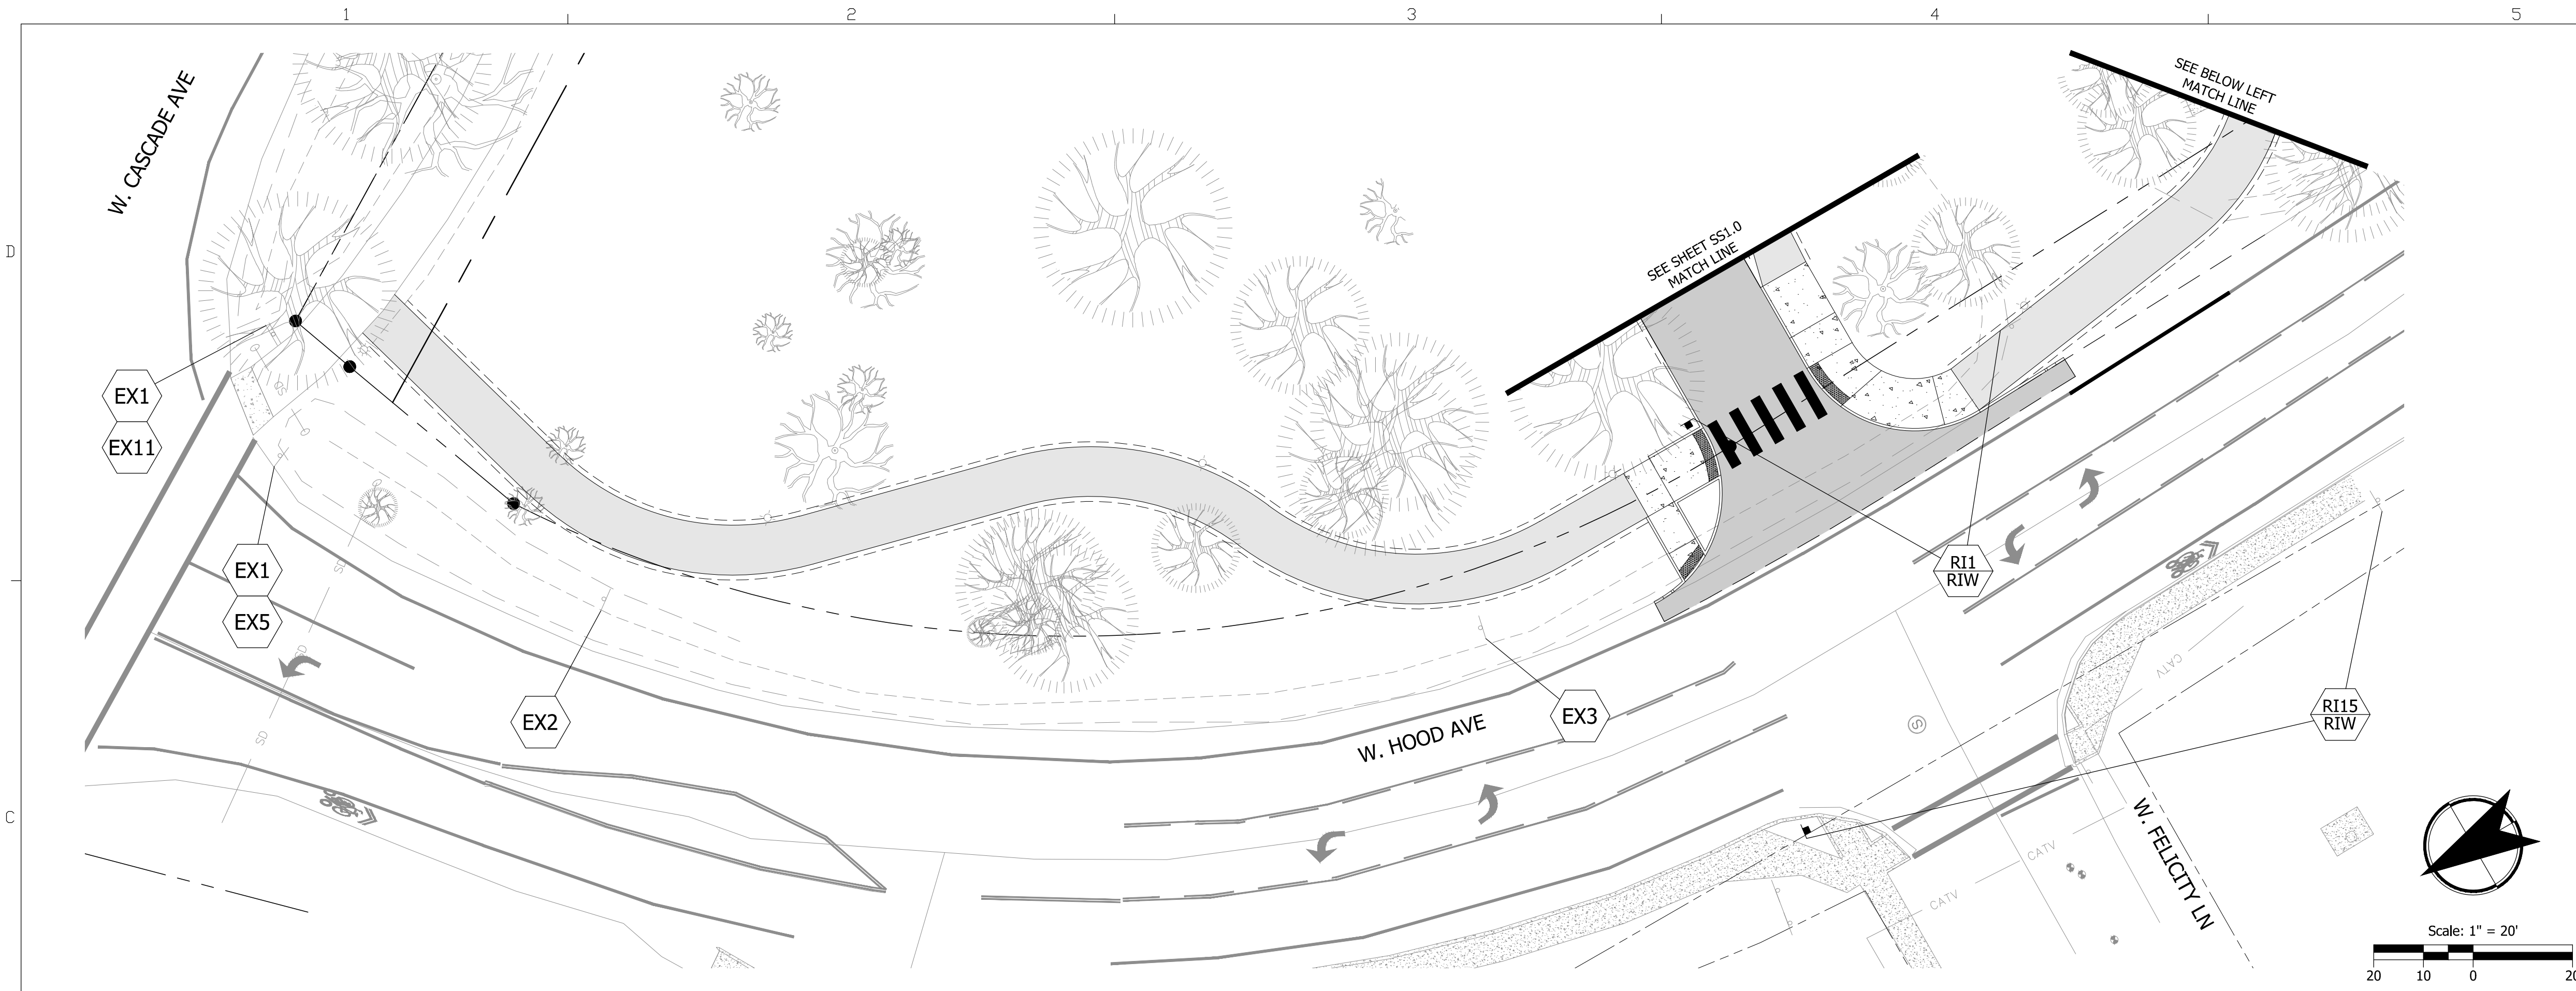 1 2 3 4 5
D
C
W. CASCADE AVE
SEE BELOW LEFT
MATCH LINE
SEE SHEET SS1.0
MATCH LINE
EX1
EX11
EX1
EX5
EX2
EX3
RI1
RIW
RI15
RIW
W. HOOD AVE
W. FELICITY LN
SD
SD
SD
SD
CATV
CATV
CATV
S
Scale: 1" = 20'
20 10 0 20